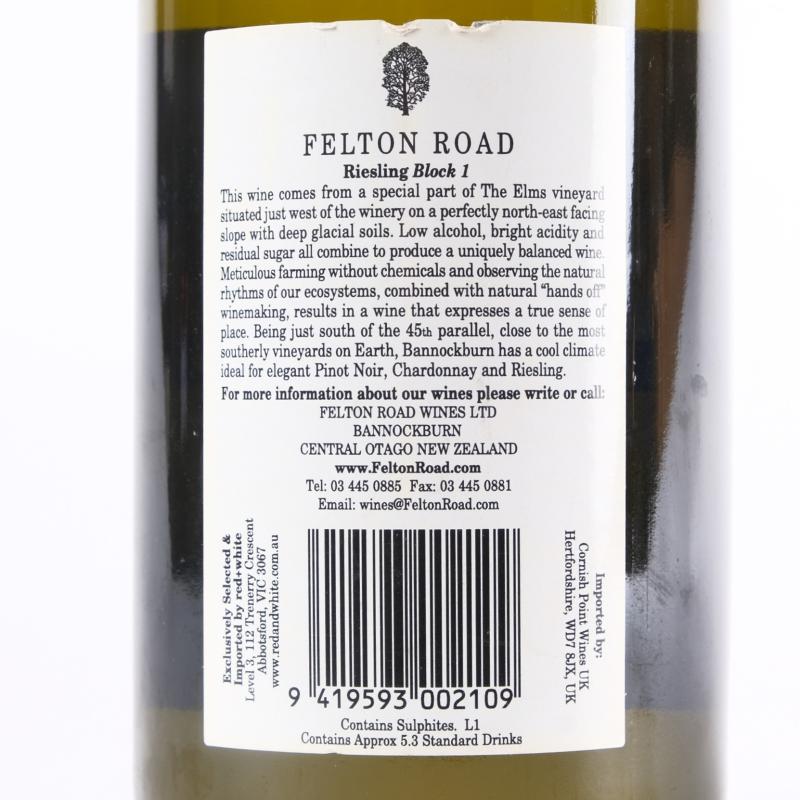 FELTON ROAD
Riesling Block 1
This wine comes from a special part of The Elms vineyard
situated just west of the winery on a perfectly north-east facing
slope with deep glacial soils. Low alcohol, bright acidity and
residual sugar all combine to produce a uniquely balanced wine.
Meticulous farming without chemicals and observing the natural
rhythms of our ecosystems, combined with natural “hands off”
winemaking, results in a wine that expresses a true sense of
place. Being just south of the 45th parallel, close to the most
southerly vineyards on Earth, Bannockburn has a cool climate
ideal for elegant Pinot Noir, Chardonnay and Riesling.
For more information about our wines please write or call:
FELTON ROAD WINES LTD
BANNOCKBURN
CENTRAL OTAGO NEW ZEALAND
www.FeltonRoad.com
Tel: 03 445 0885 Fax: 03 445 0881
Email: wines@FeltonRoad.com
Exclusively Selected &
Imported by red+white
Level 3, 112 Trenerry Crescent
Abbotsford, VIC 3067
www.redandwhite.com.au
Imported by:
Cornish Point Wines UK
Hertfordshire, WD7 8JX, UK
9 419593 002109
Contains Sulphites. L1
Contains Approx 5.3 Standard Drinks